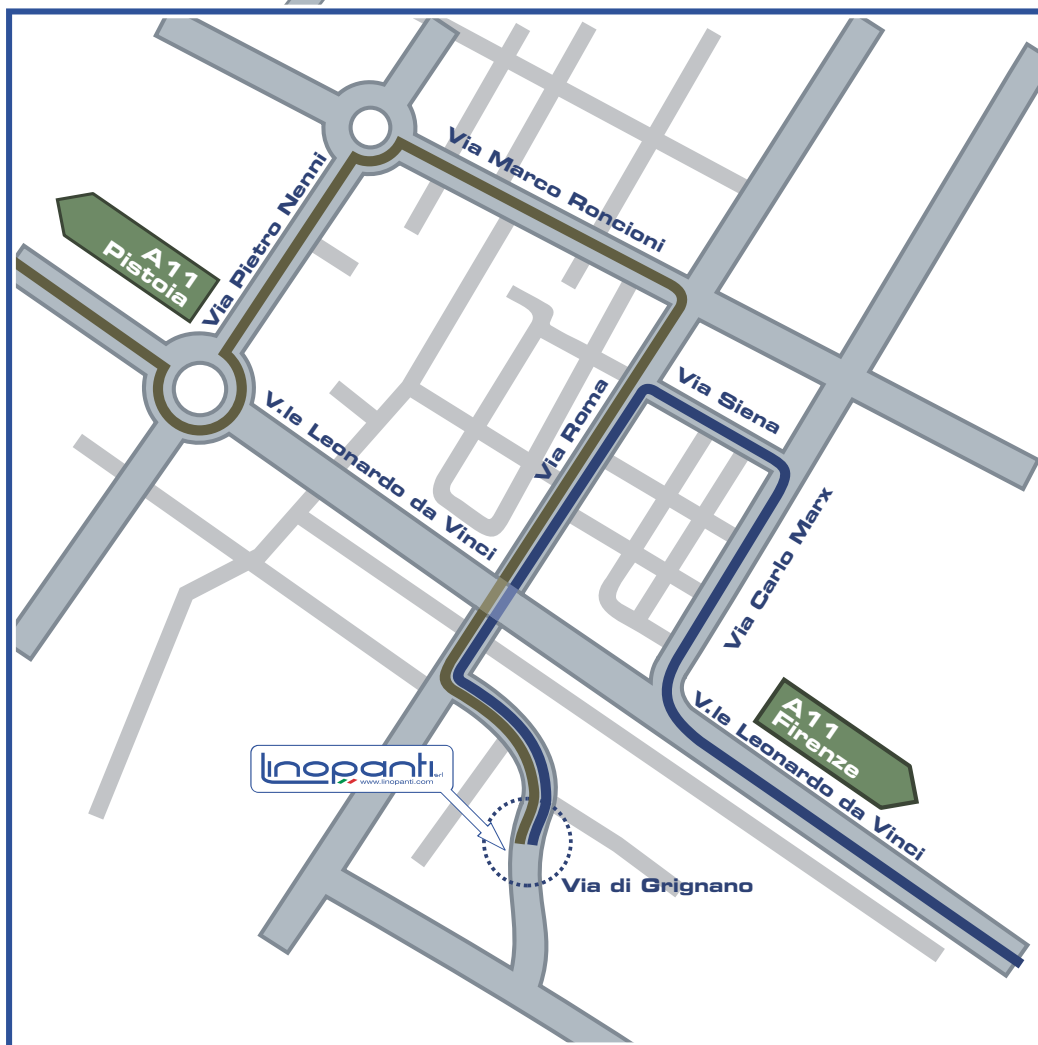 Via Marco Roncioni
Via Pietro Nenni
A11
Pistoia
Via Siena
V.le Leonardo da Vinci
Via Roma
Via Carlo Marx
A11
Firenze
V.le Leonardo da Vinci
linopanti srl
www.linopanti.com
Via di Grignano